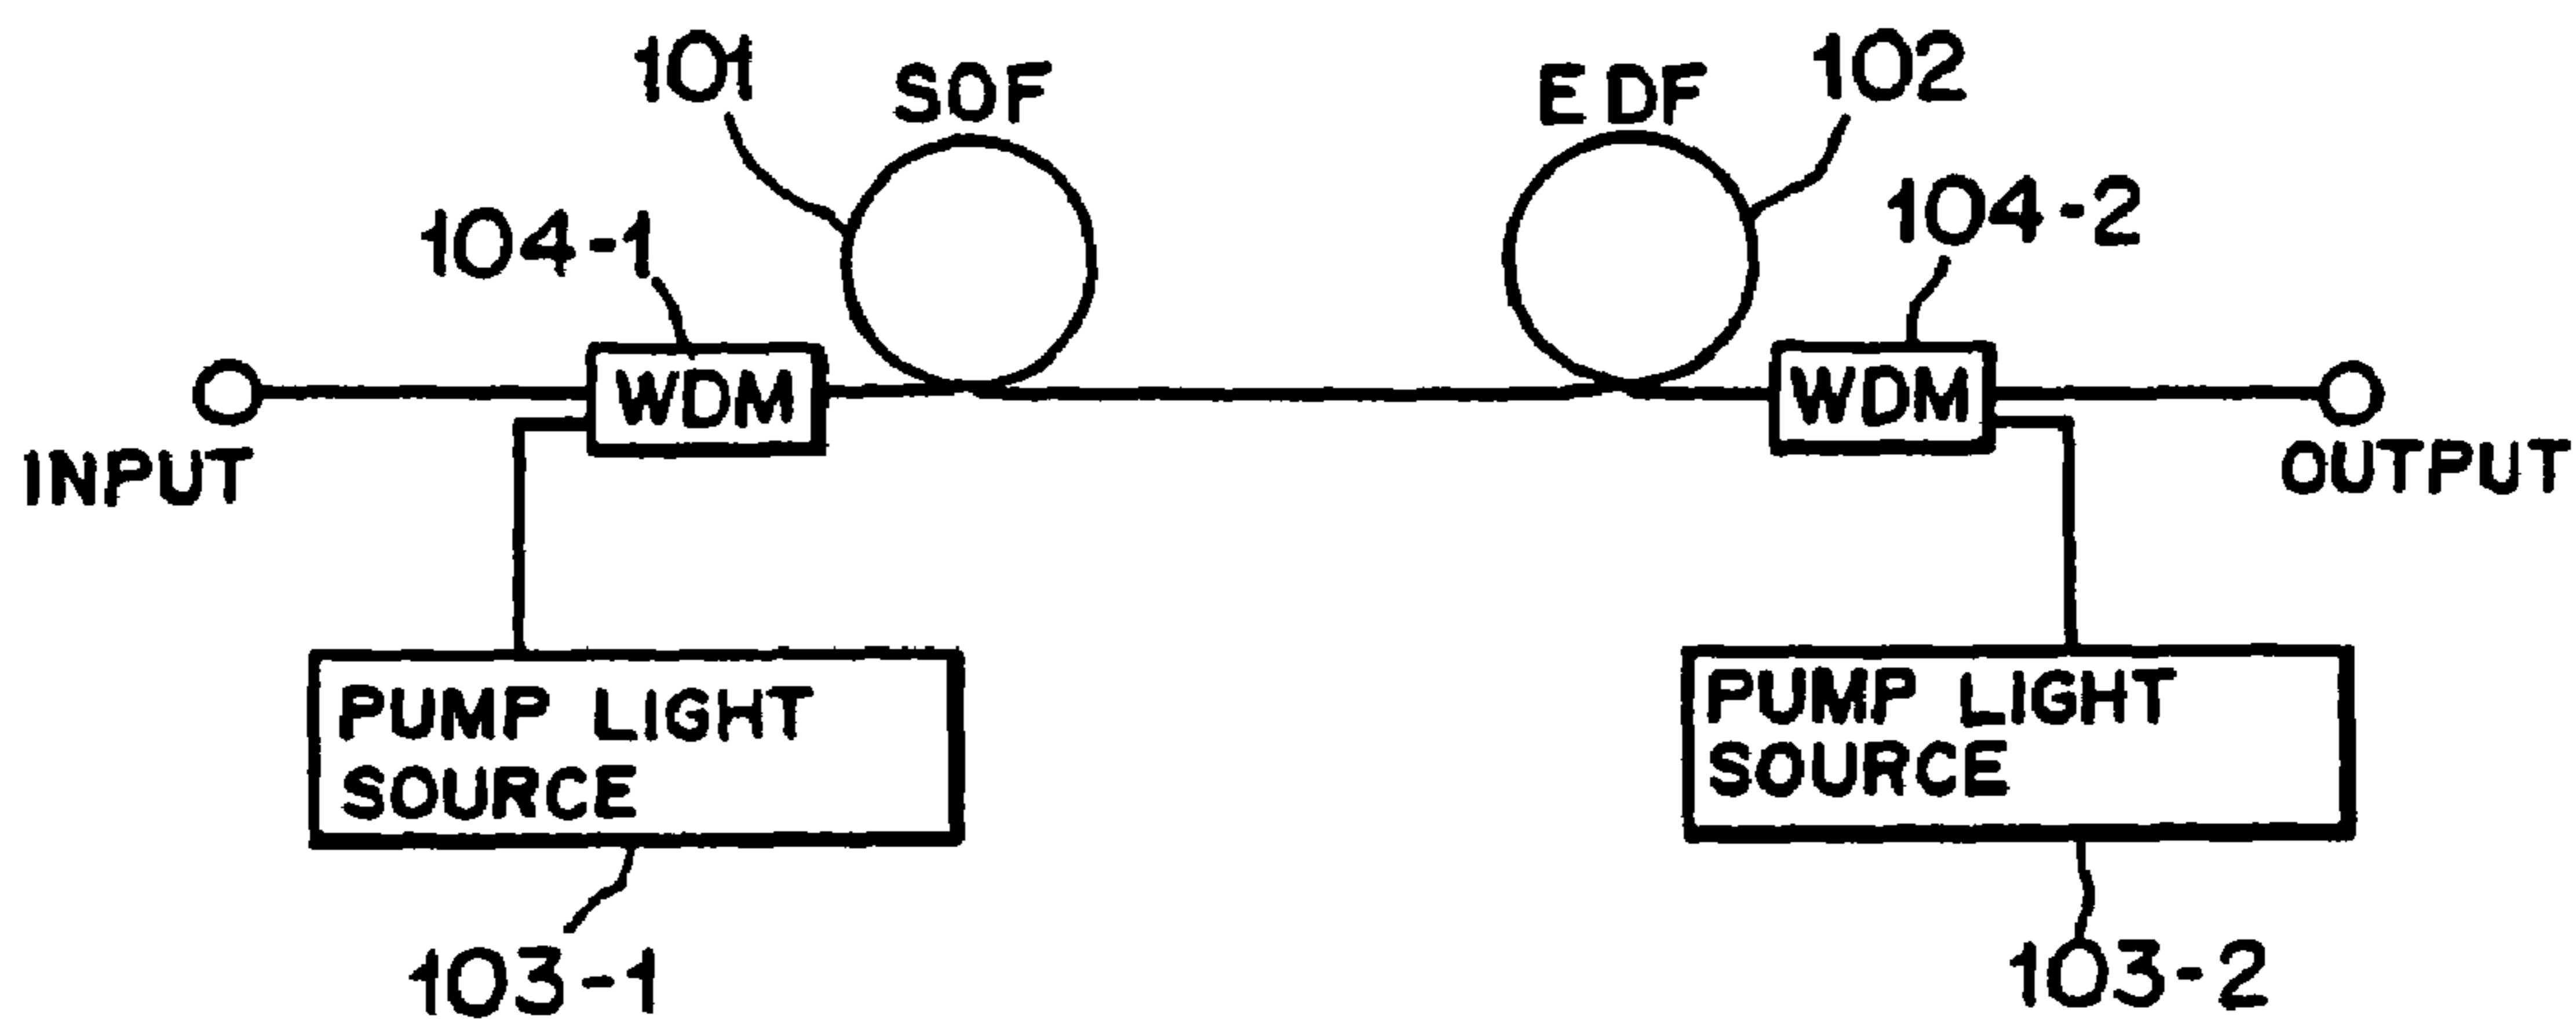 101
SOF
EDF
102
104-1
104-2
WDM
WDM
INPUT
OUTPUT
PUMP LIGHT
SOURCE
PUMP LIGHT
SOURCE
103-1
103-2